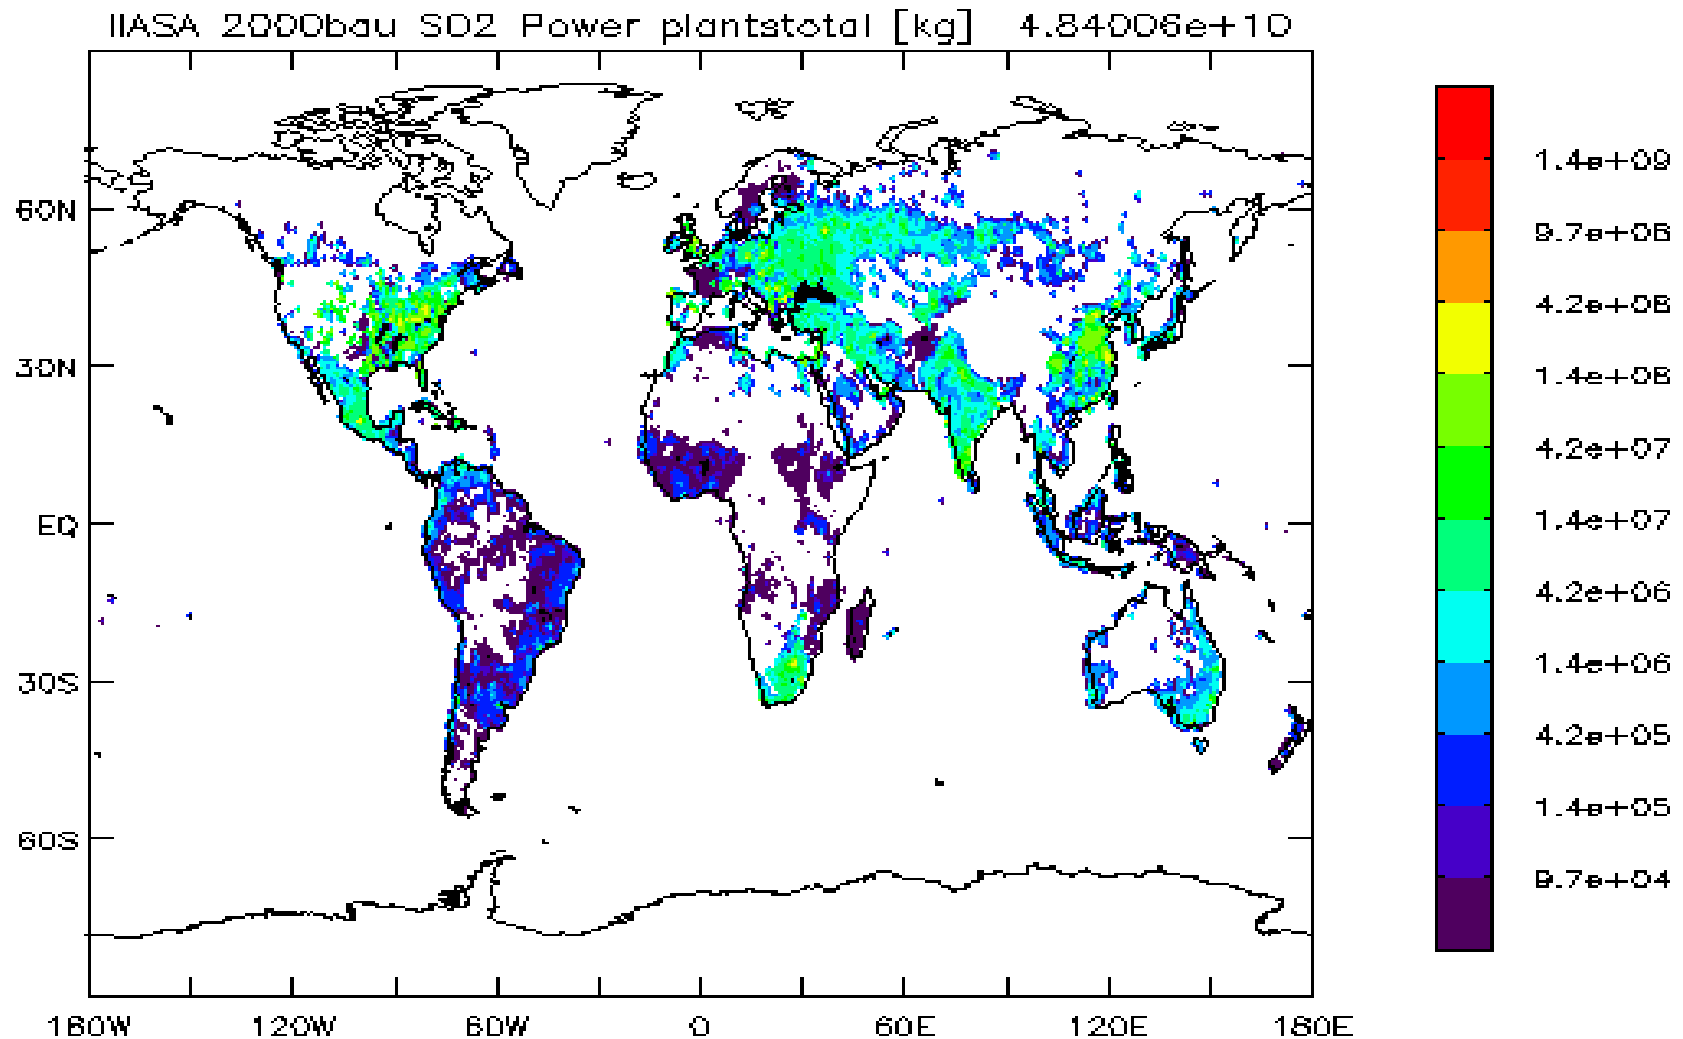 IIASA 2000bau SO2 Power plantstotal [kg] 4.84006e+10
60N
30N
EQ
30S
60S
180W 120W 60W 0 60E 120E 180E
1.4e+09
9.7e+08
4.2e+08
1.4e+08
4.2e+07
1.4e+07
4.2e+06
1.4e+06
4.2e+05
1.4e+05
9.7e+04